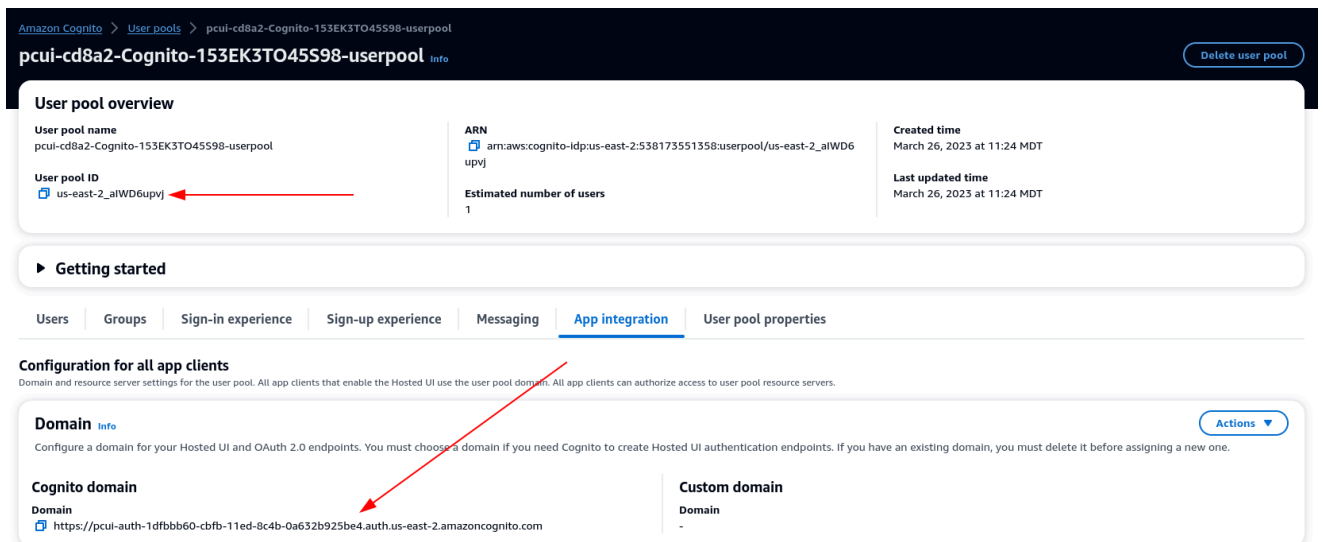 Amazon Cognito > User pools > pcui-cd8a2-Cognito-153EK3TO45S98-userpool
pcui-cd8a2-Cognito-153EK3TO45S98-userpool Info
Delete user pool
User pool overview
User pool name
pcui-cd8a2-Cognito-153EK3TO45S98-userpool
User pool ID
us-east-2_aIWD6upvj
ARN
arn:aws:cognito-idp:us-east-2:538173551358:userpool/us-east-2_aIWD6
upvj
Estimated number of users
1
Created time
March 26, 2023 at 11:24 MDT
Last updated time
March 26, 2023 at 11:24 MDT
Getting started
Users
Groups
Sign-in experience
Sign-up experience
Messaging
App integration
User pool properties
Configuration for all app clients
Domain and resource server settings for the user pool. All app clients that enable the Hosted UI use the user pool domain. All app clients can authorize access to user pool resource servers.
Domain Info
Actions
Configure a domain for your Hosted UI and OAuth 2.0 endpoints. You must choose a domain if you need Cognito to create Hosted UI authentication endpoints. If you have an existing domain, you must delete it before assigning a new one.
Cognito domain
Domain
https://pcui-auth-1dfbbb60-cbfb-11ed-8c4b-0a632b925be4.auth.us-east-2.amazoncognito.com
Custom domain
Domain
-